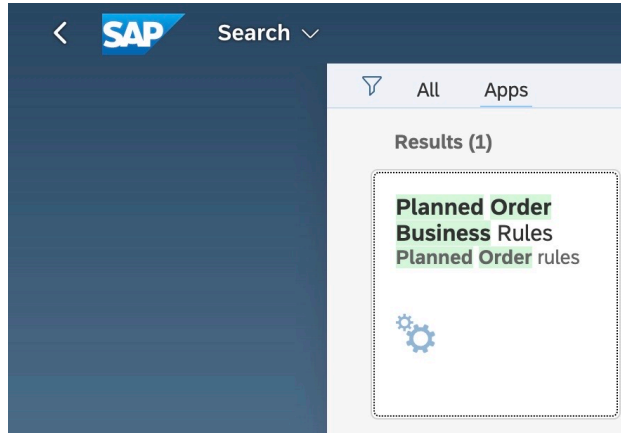 SAP Search
All Apps
Results (1)
Planned Order
Business Rules
Planned Order rules